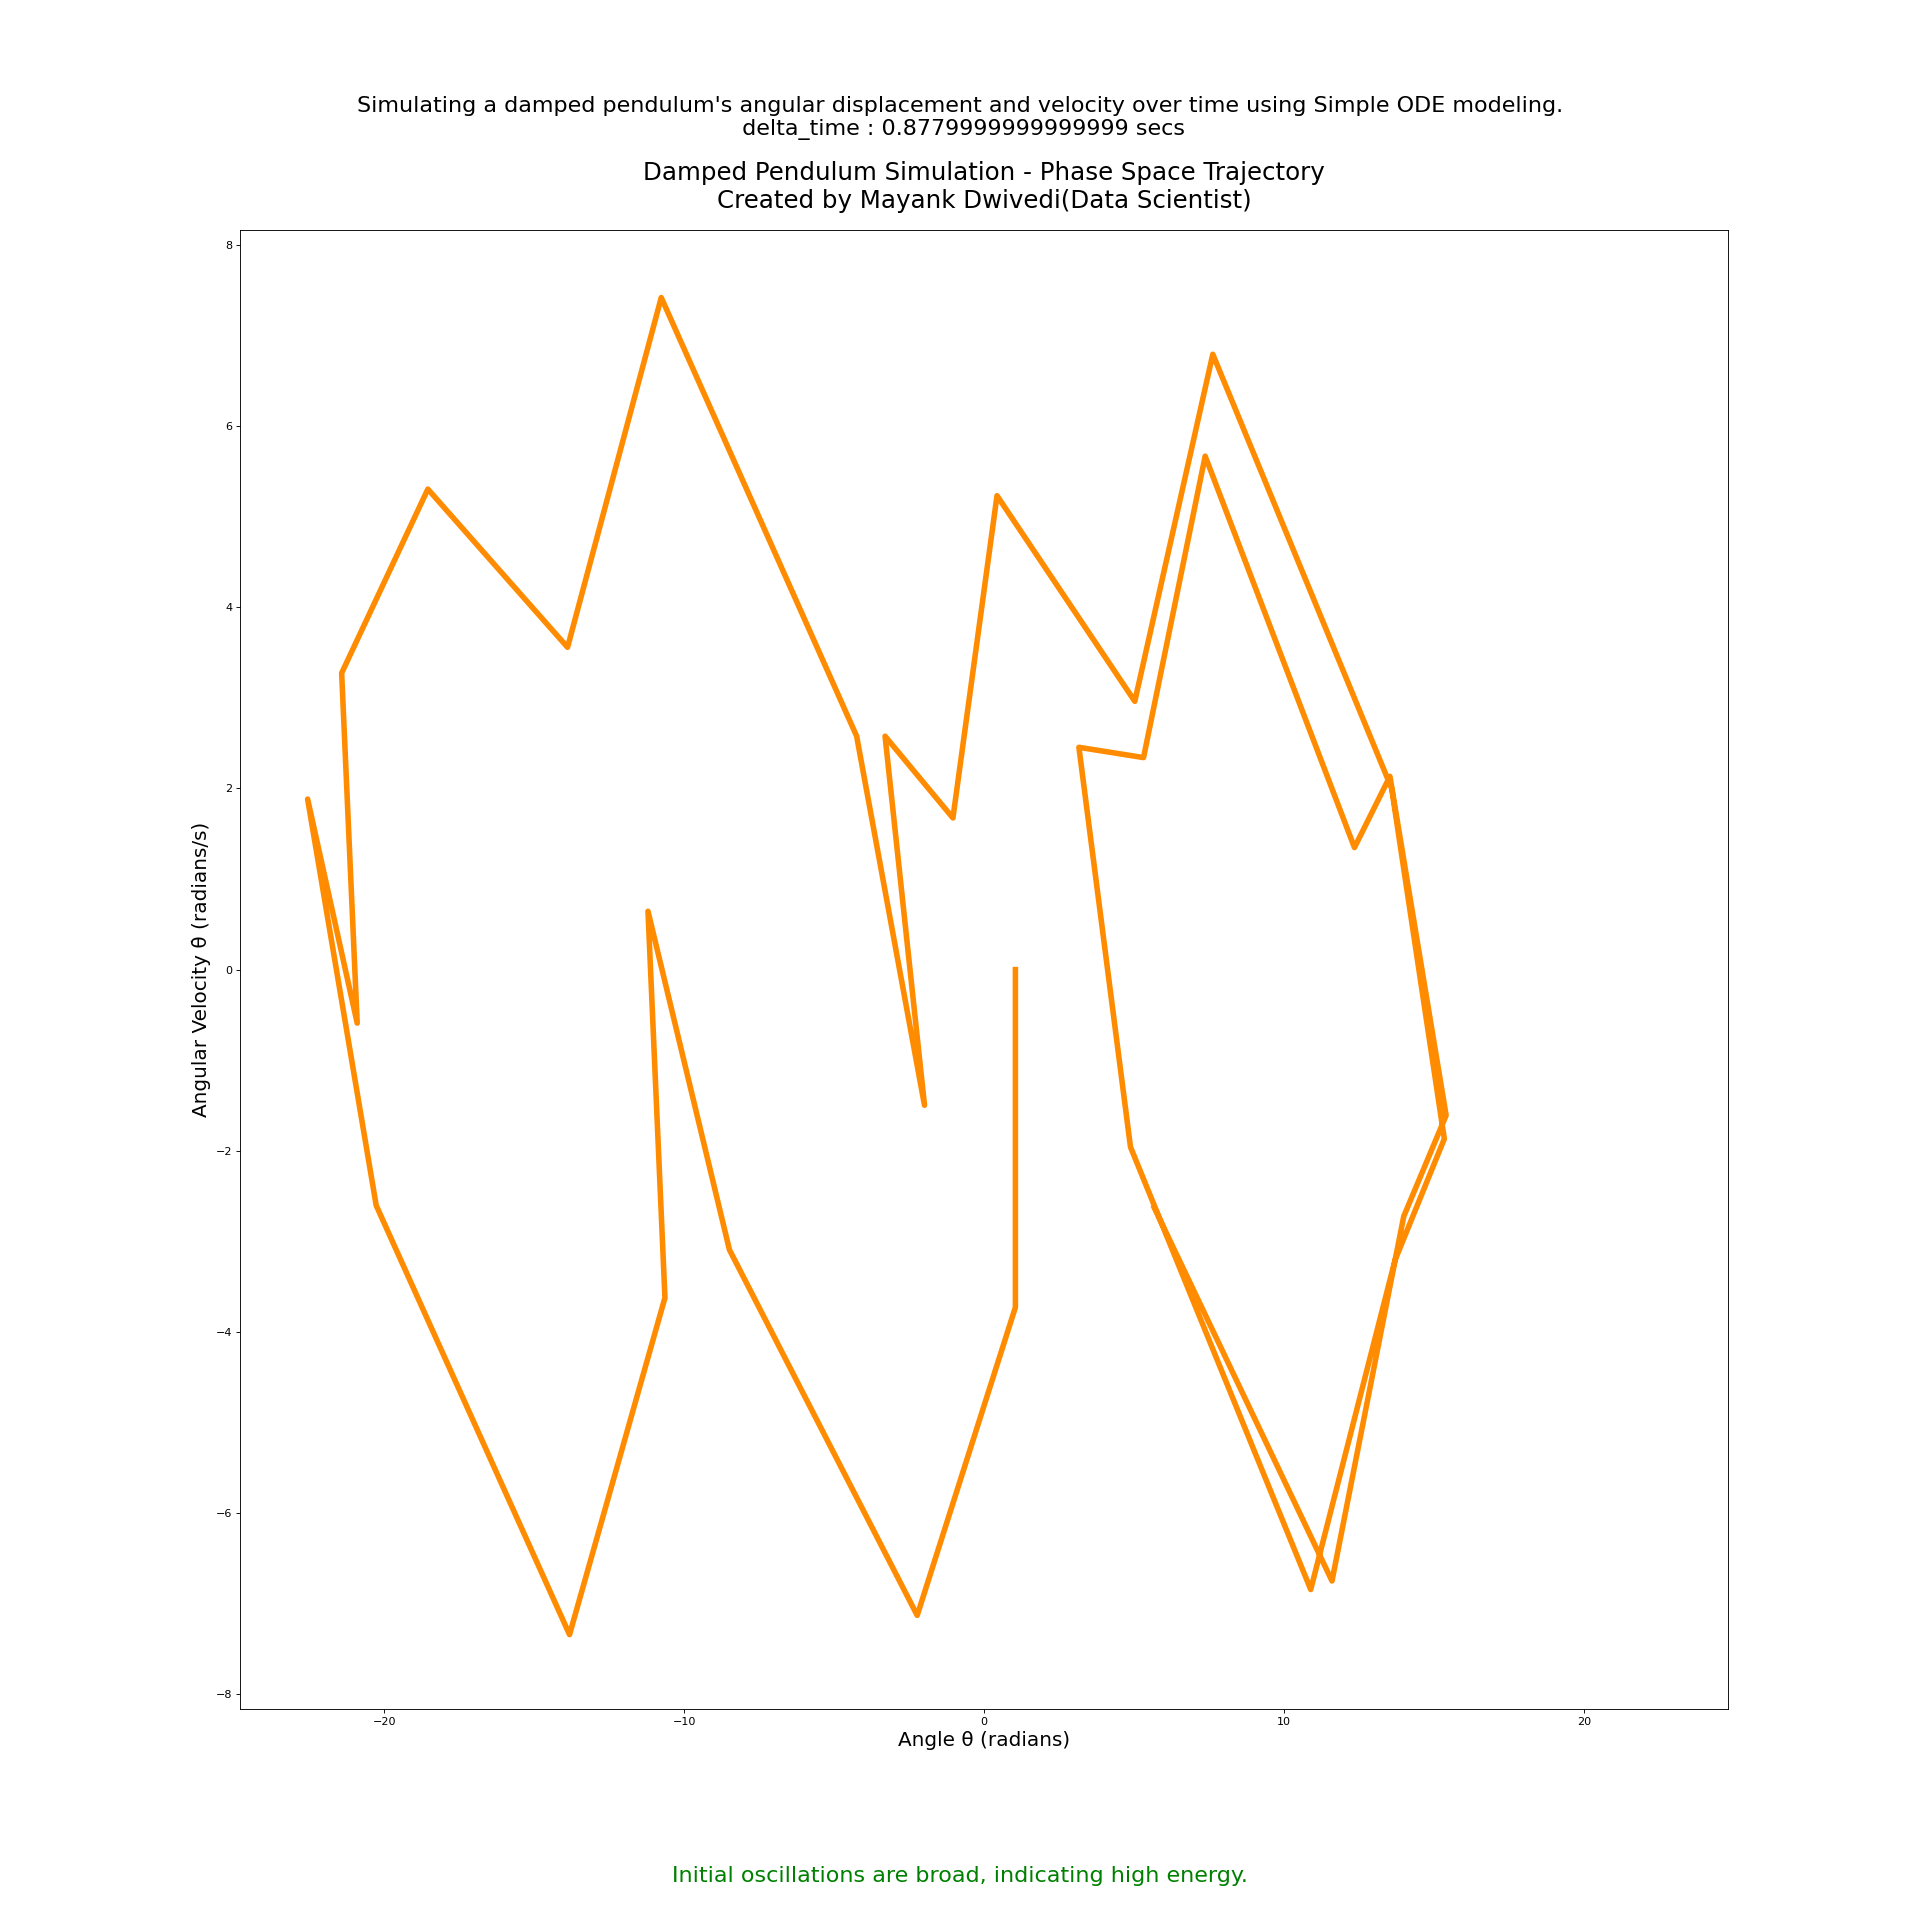 Simulating a damped pendulum's angular displacement and velocity over time using Simple ODE modeling.
delta_time : 0.8779999999999999 secs
Damped Pendulum Simulation - Phase Space Trajectory
Created by Mayank Dwivedi(Data Scientist)
8
6
4
2
0
−2
−4
−6
−8
Angular Velocity θ (radians/s)
−20
−10
0
10
20
Angle θ (radians)
Initial oscillations are broad, indicating high energy.